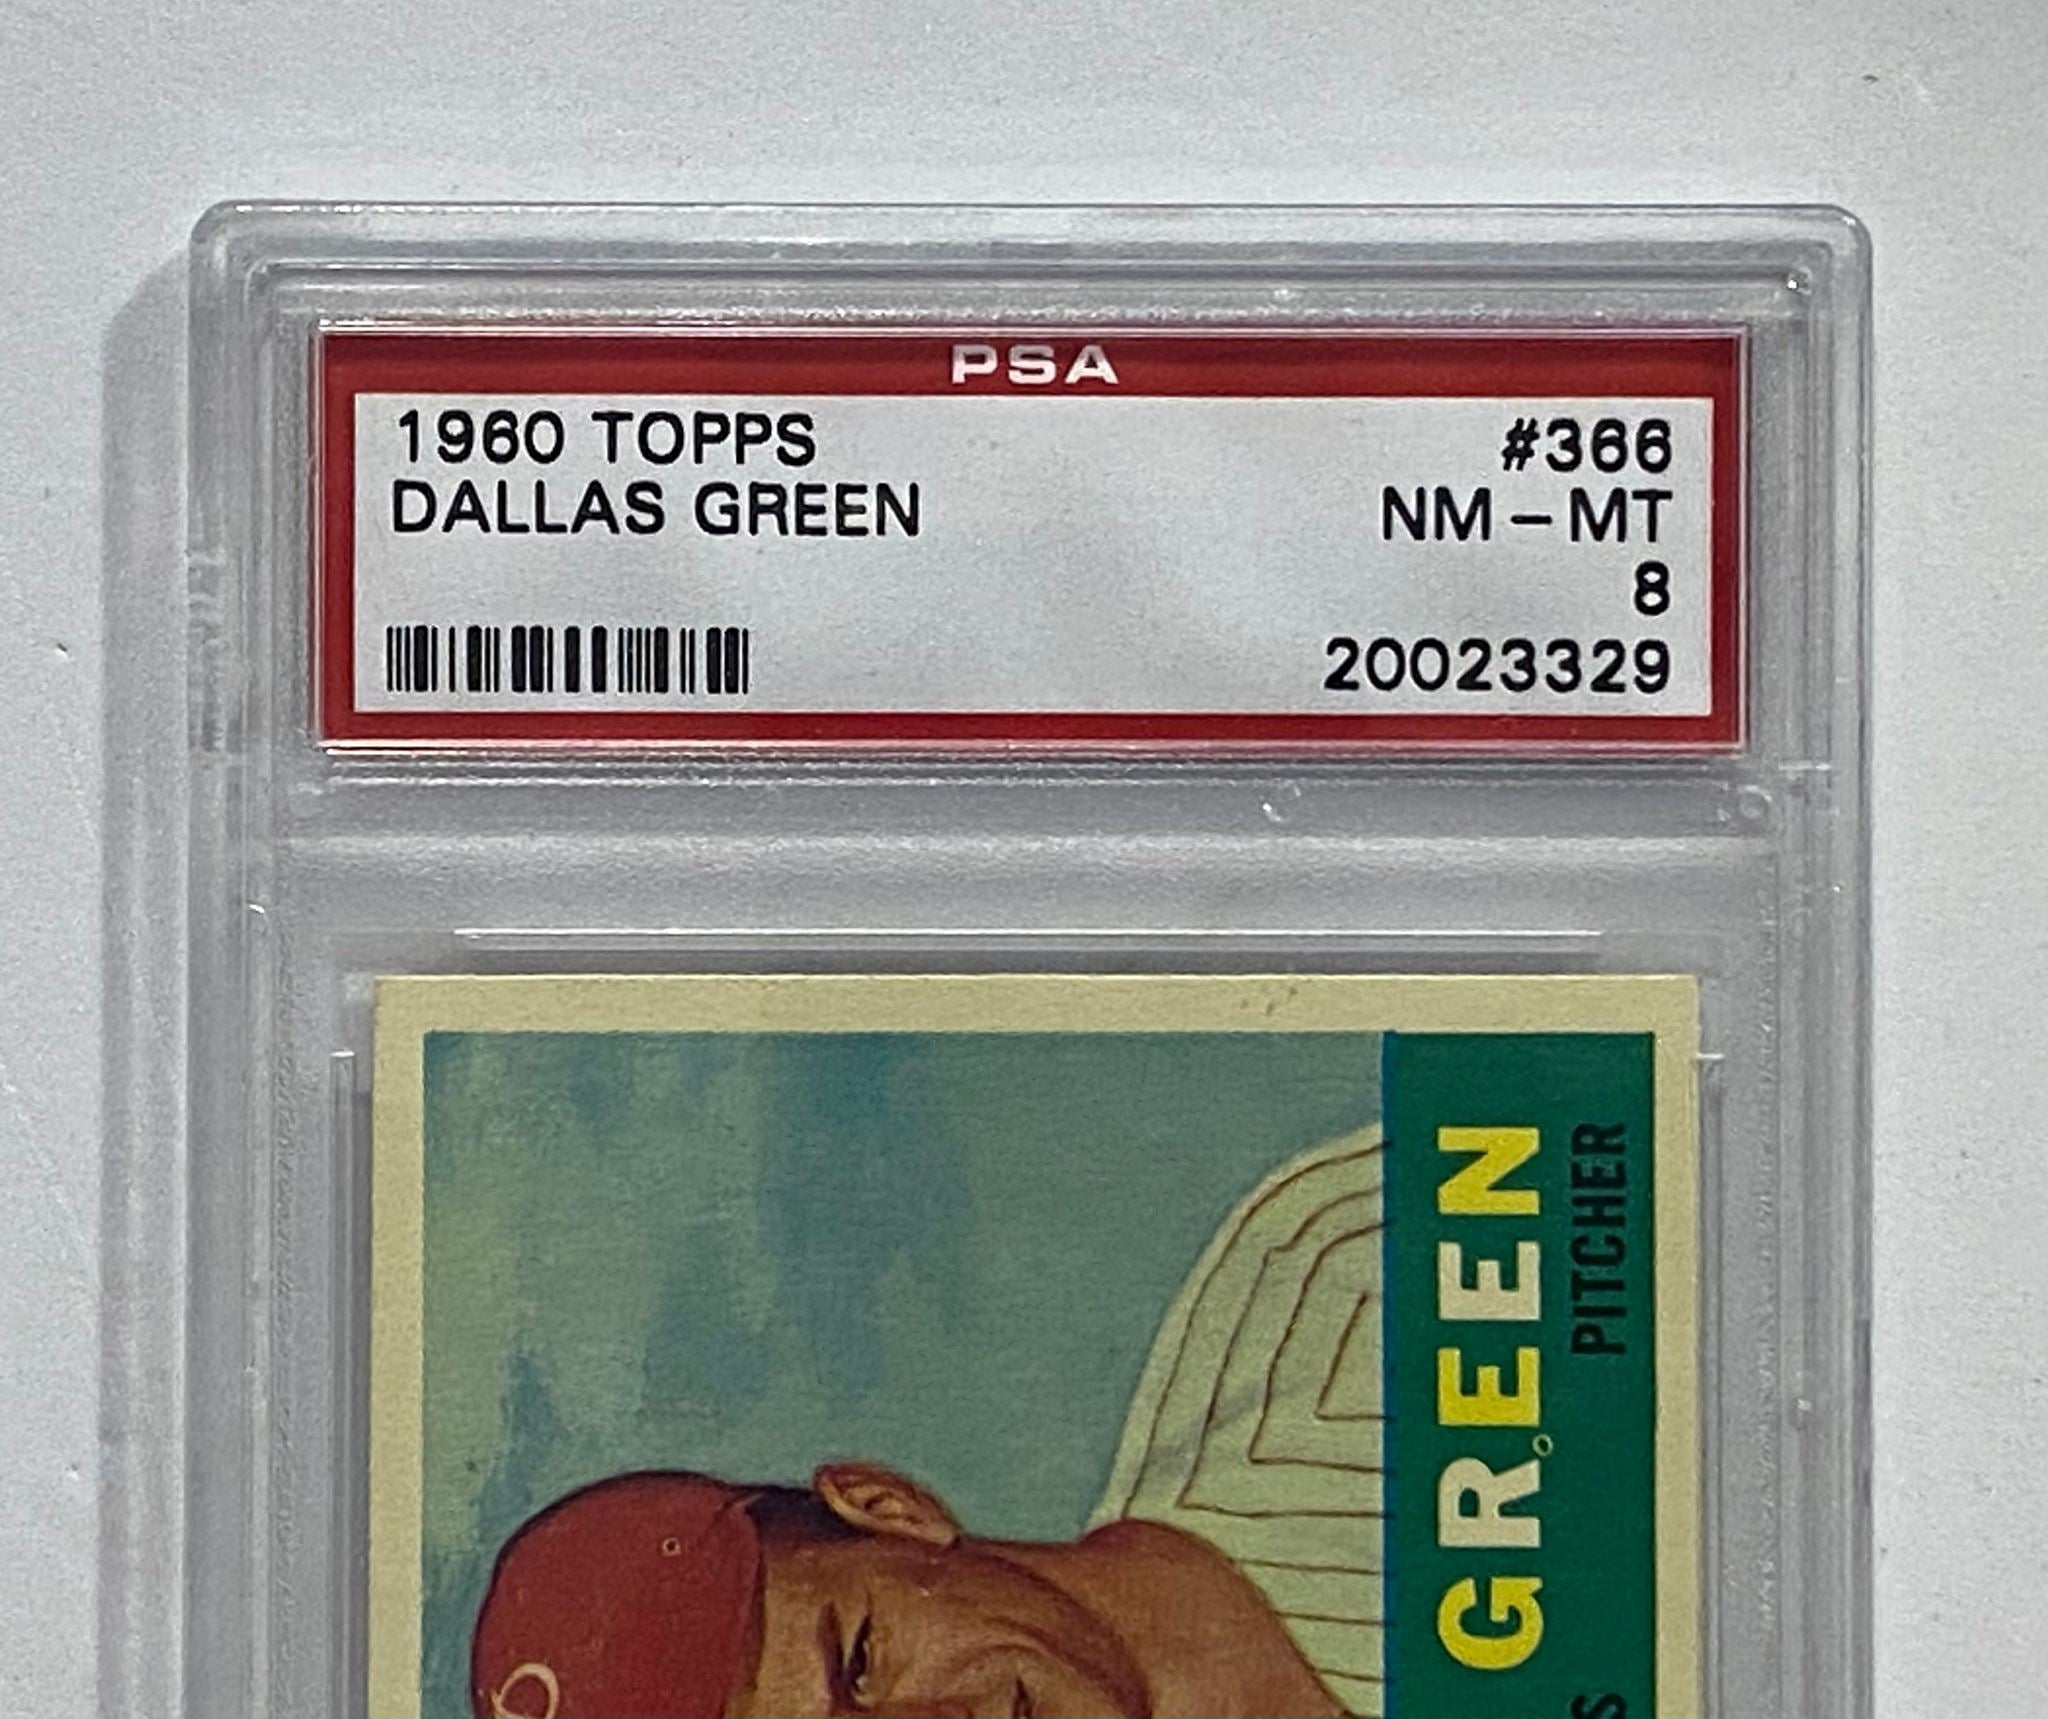 PSA
1960 TOPPS
#366
DALLAS GREEN
NM - MT
8
20023329
GREEN
PITCHER